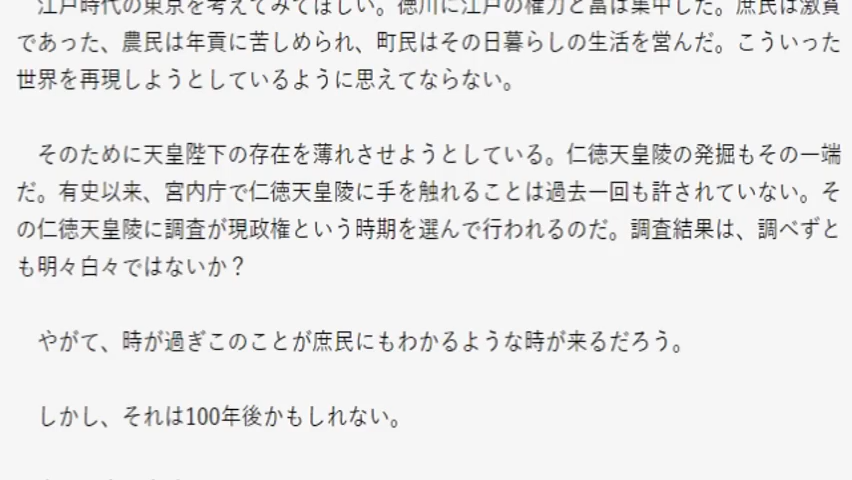 江戸時代の東京を考えてみてほしい。徳川に江戸の権力と富は集中した。庶民は激貧
であった、農民は年貢に苦しめられ、町民はその日暮らしの生活を営んだ。こういった
世界を再現しようとしているように思えてならない。
そのために天皇陛下の存在を薄れさせようとしている。仁徳天皇陵の発掘もその一端
だ。有史以来、宮内庁で仁徳天皇陵に手を触れることは過去一回も許されていない。そ
の仁徳天皇陵に調査が現政権という時期を選んで行われるのだ。調査結果は、調べずと
も明々白々ではないか？
やがて、時が過ぎこのことが庶民にもわかるような時が来るだろう。
しかし、それは100年後かもしれない。